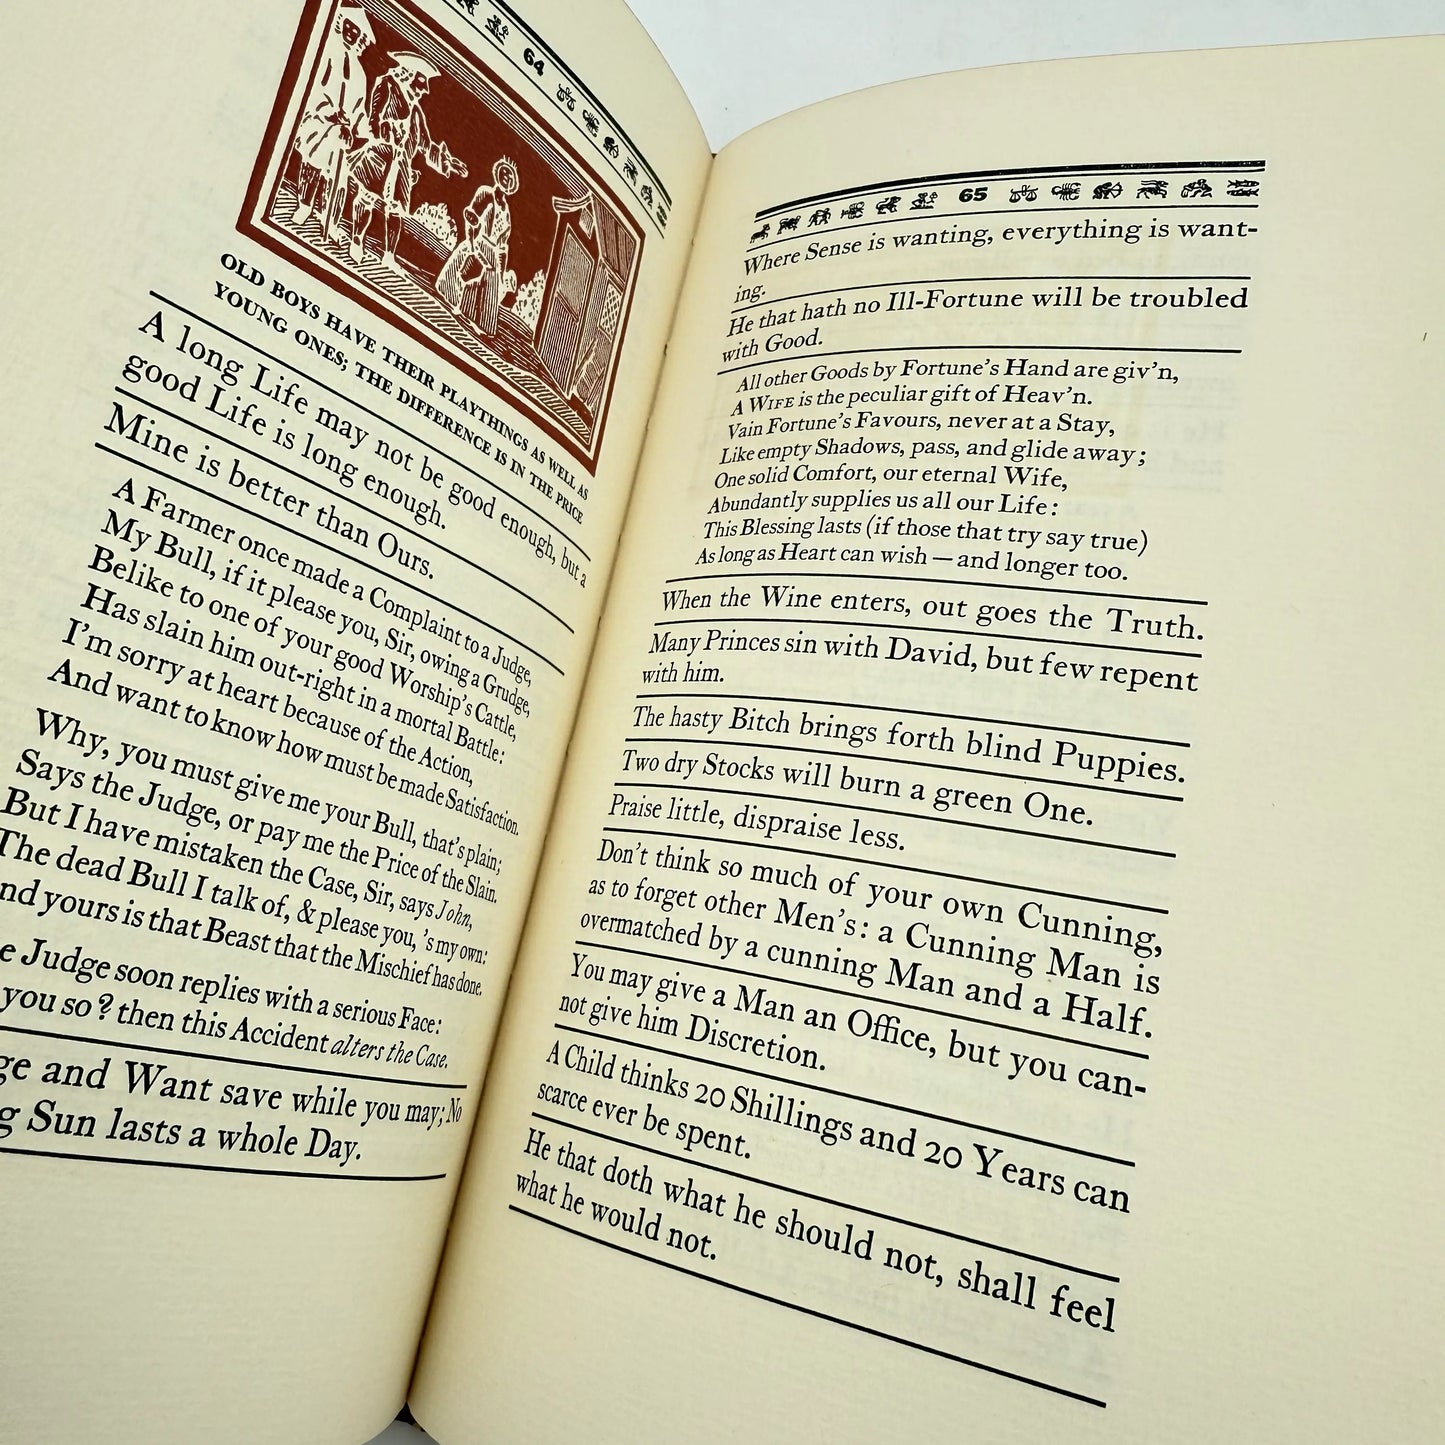 64
OLD BOYS HAVE THEIR PLAYTHINGS AS WELL AS
YOUNG ONES; THE DIFFERENCE IS IN THE PRICE
A long Life may not be good enough, but a
good Life is long enough.
Mine is better than Ours.
A Farmer once made a Complaint to a Judge,
My Bull, if it please you, Sir, owing a Grudge,
Belike to one of your good Worship's Cattle,
Has slain him out-right in a mortal Battle:
I'm sorry at heart because of the Action,
And want to know how must be made Satisfaction.
Why, you must give me your Bull, that's plain;
Says the Judge, or pay me the Price of the Slain.
But I have mistaken the Case, Sir, says John,
The dead Bull I talk of, & please you, 's my own:
nd yours is that Beast that the Mischief has done.
e Judge soon replies with a serious Face:
you so? then this Accident alters the Case.
ge and Want save while you may; No
g Sun lasts a whole Day.
65
Where Sense is wanting, everything is want-
ing.
He that hath no Ill-Fortune will be troubled
with Good.
All other Goods by Fortune's Hand are giv'n,
A WIFE is the peculiar gift of Heav'n.
Vain Fortune's Favours, never at a Stay,
Like empty Shadows, pass, and glide away;
One solid Comfort, our eternal Wife,
Abundantly supplies us all our Life:
This Blessing lasts (if those that try say true)
As long as Heart can wish — and longer too.
When the Wine enters, out goes the Truth.
Many Princes sin with David, but few repent
with him.
The hasty Bitch brings forth blind Puppies.
Two dry Stocks will burn a green One.
Praise little, dispraise less.
Don't think so much of your own Cunning,
as to forget other Men's: a Cunning Man is
overmatched by a cunning Man and a Half.
You may give a Man an Office, but you can-
not give him Discretion.
A Child thinks 20 Shillings and 20 Years can
scarce ever be spent.
He that doth what he should not, shall feel
what he would not.